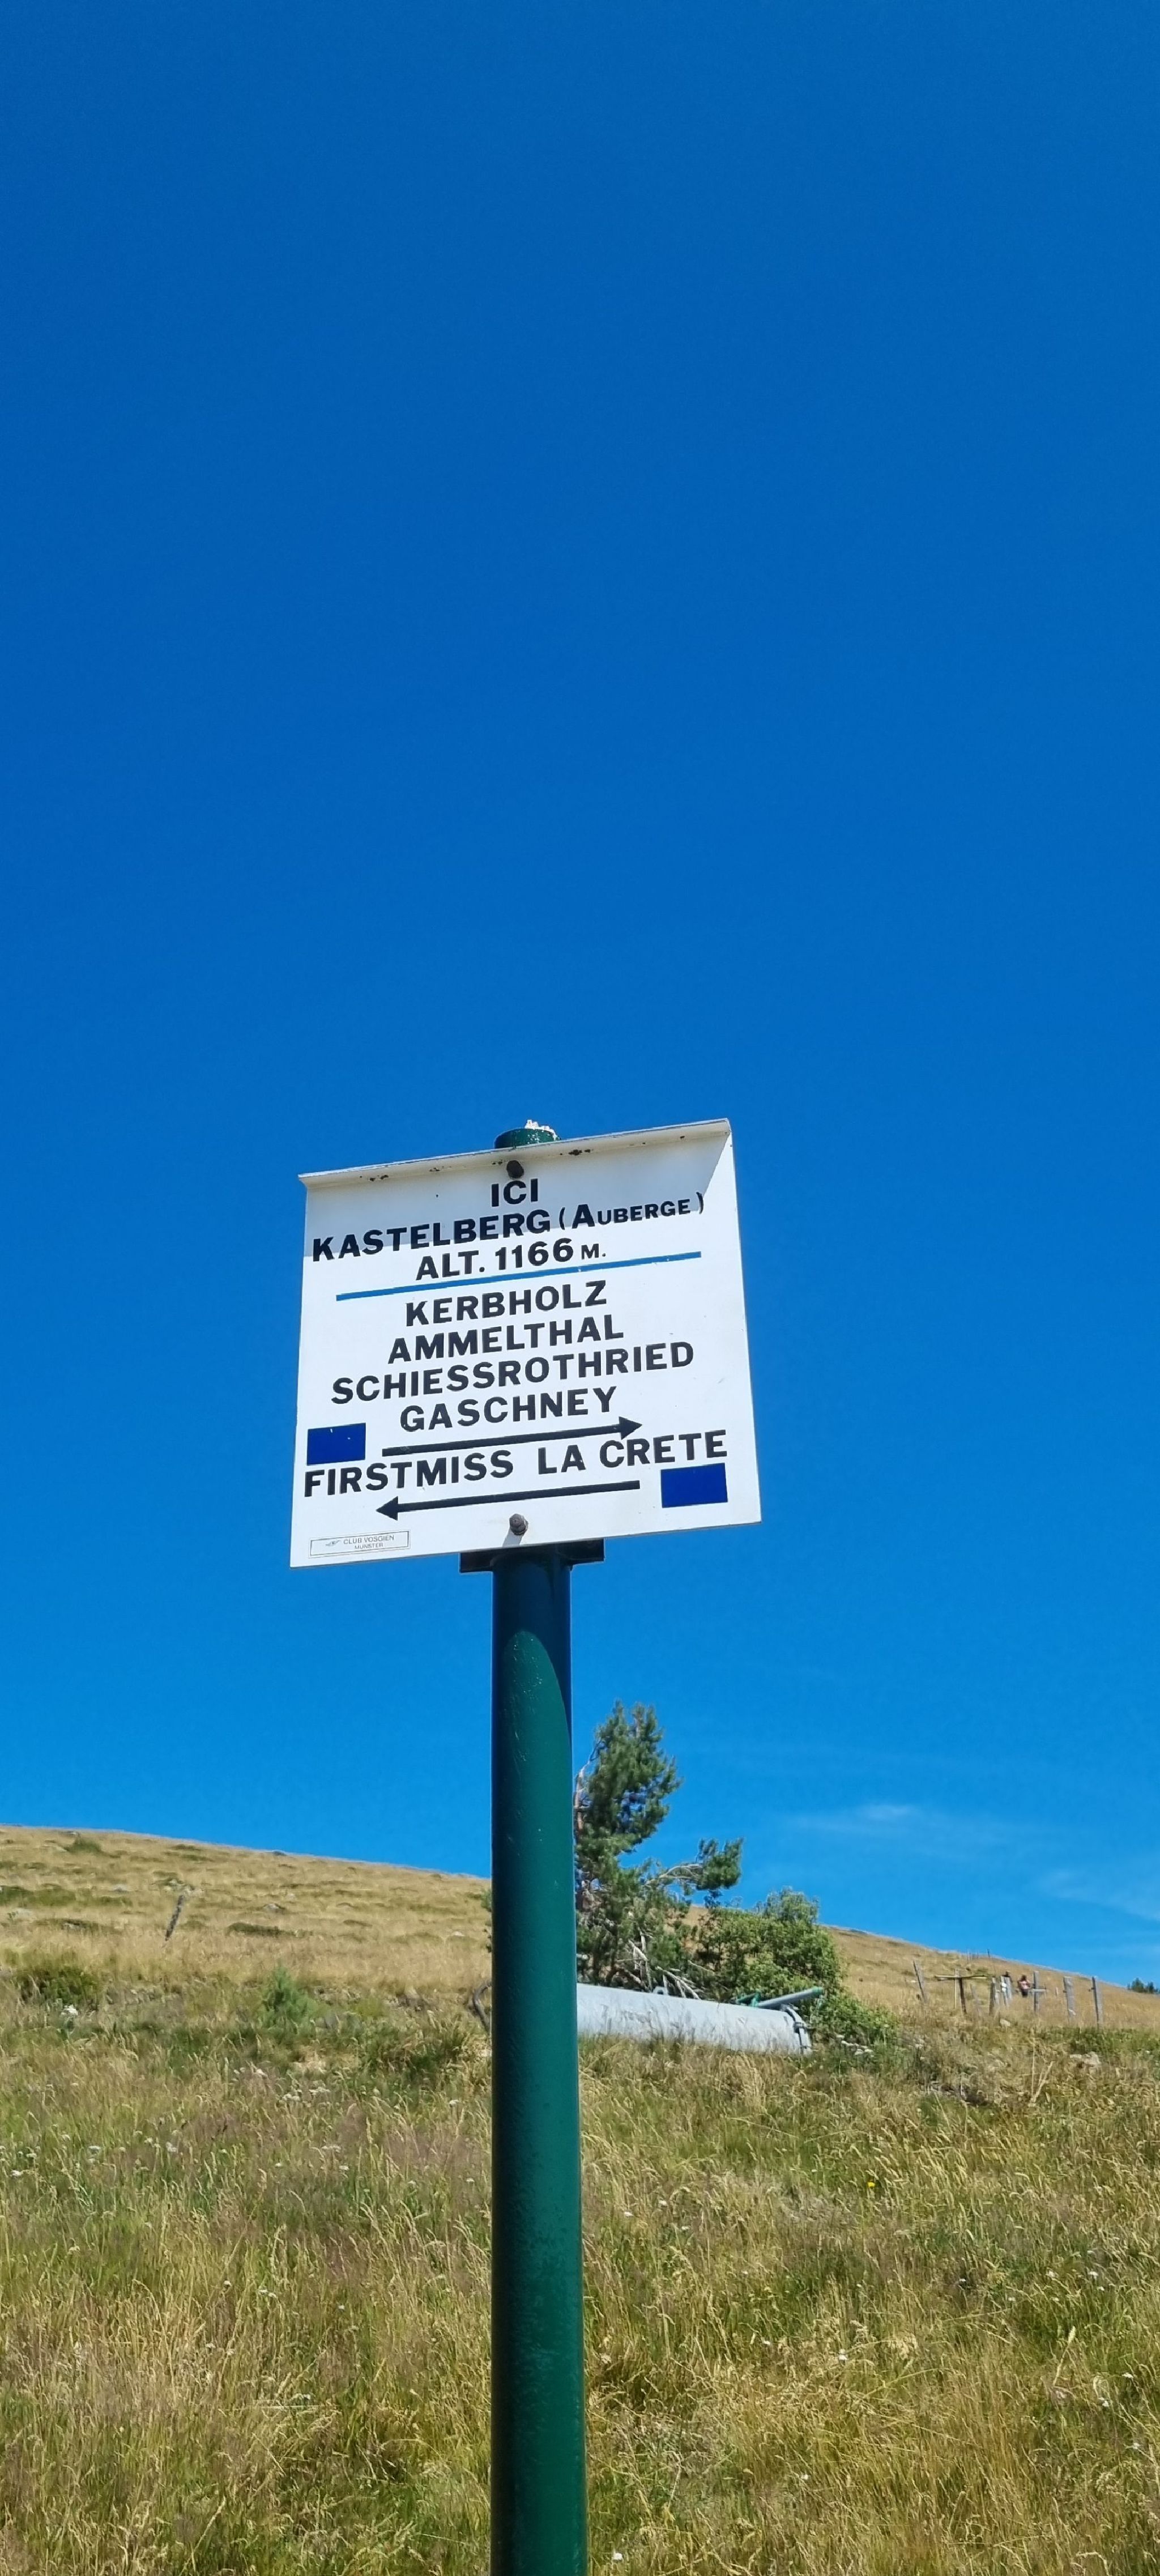 ICI
KASTELBERG (AUBERGE)
ALT. 1166 M.
KERBHOLZ
AMMELTHAL
SCHIESSROTHRIED
GASCHNEY
FIRSTMISS LA CRETE
CLUB VOSGIEN
MUNSTER